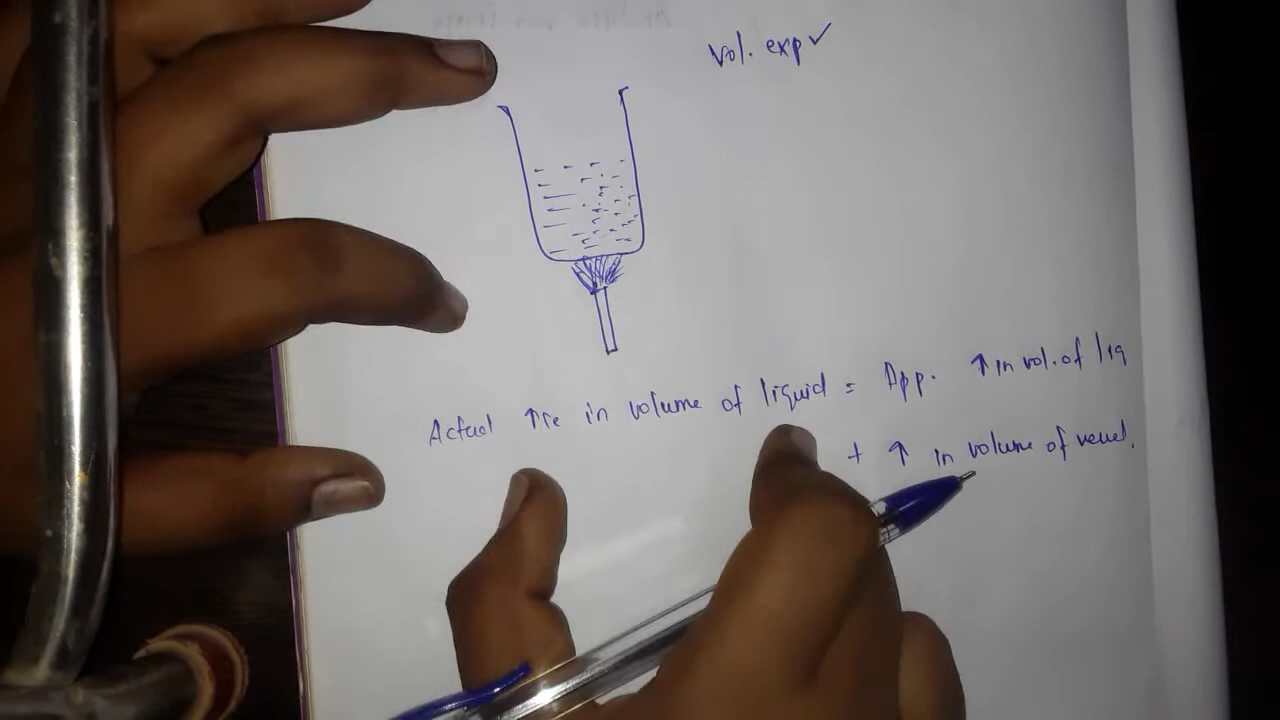 Vol. exp ✓
Actual ↑se in volume of liquid = App. ↑ in vol. of liq
+ ↑ in volume of vessel.